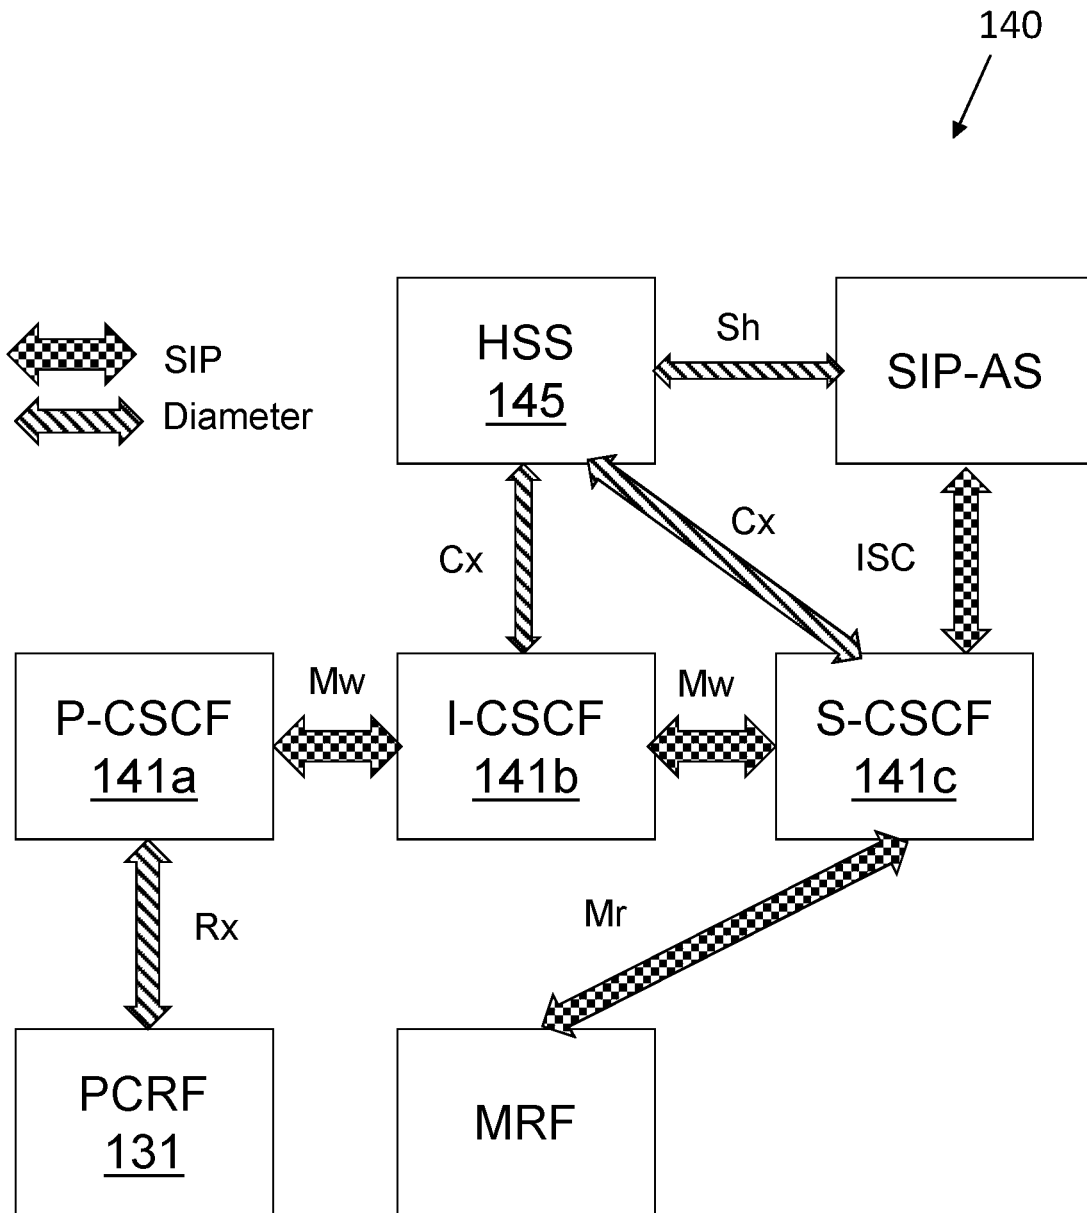 140
SIP
Diameter
HSS
145
Sh
SIP-AS
Cx
Cx
ISC
P-CSCF
141a
Mw
I-CSCF
141b
Mw
S-CSCF
141c
Rx
Mr
PCRF
131
MRF